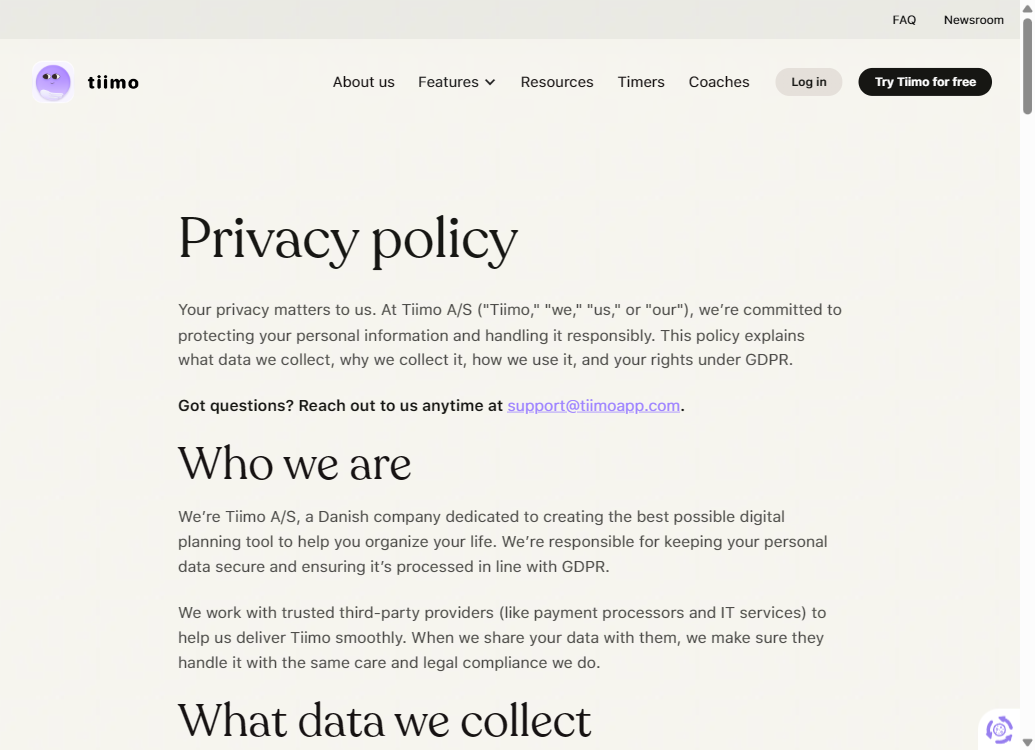 FAQ Newsroom
tiimo
About us Features Resources Timers Coaches Log in Try Tiimo for free
Privacy policy
Your privacy matters to us. At Tiimo A/S ("Tiimo," "we," "us," or "our"), we’re committed to
protecting your personal information and handling it responsibly. This policy explains
what data we collect, why we collect it, how we use it, and your rights under GDPR.
Got questions? Reach out to us anytime at support@tiimoapp.com.
Who we are
We’re Tiimo A/S, a Danish company dedicated to creating the best possible digital
planning tool to help you organize your life. We’re responsible for keeping your personal
data secure and ensuring it’s processed in line with GDPR.
We work with trusted third-party providers (like payment processors and IT services) to
help us deliver Tiimo smoothly. When we share your data with them, we make sure they
handle it with the same care and legal compliance we do.
What data we collect